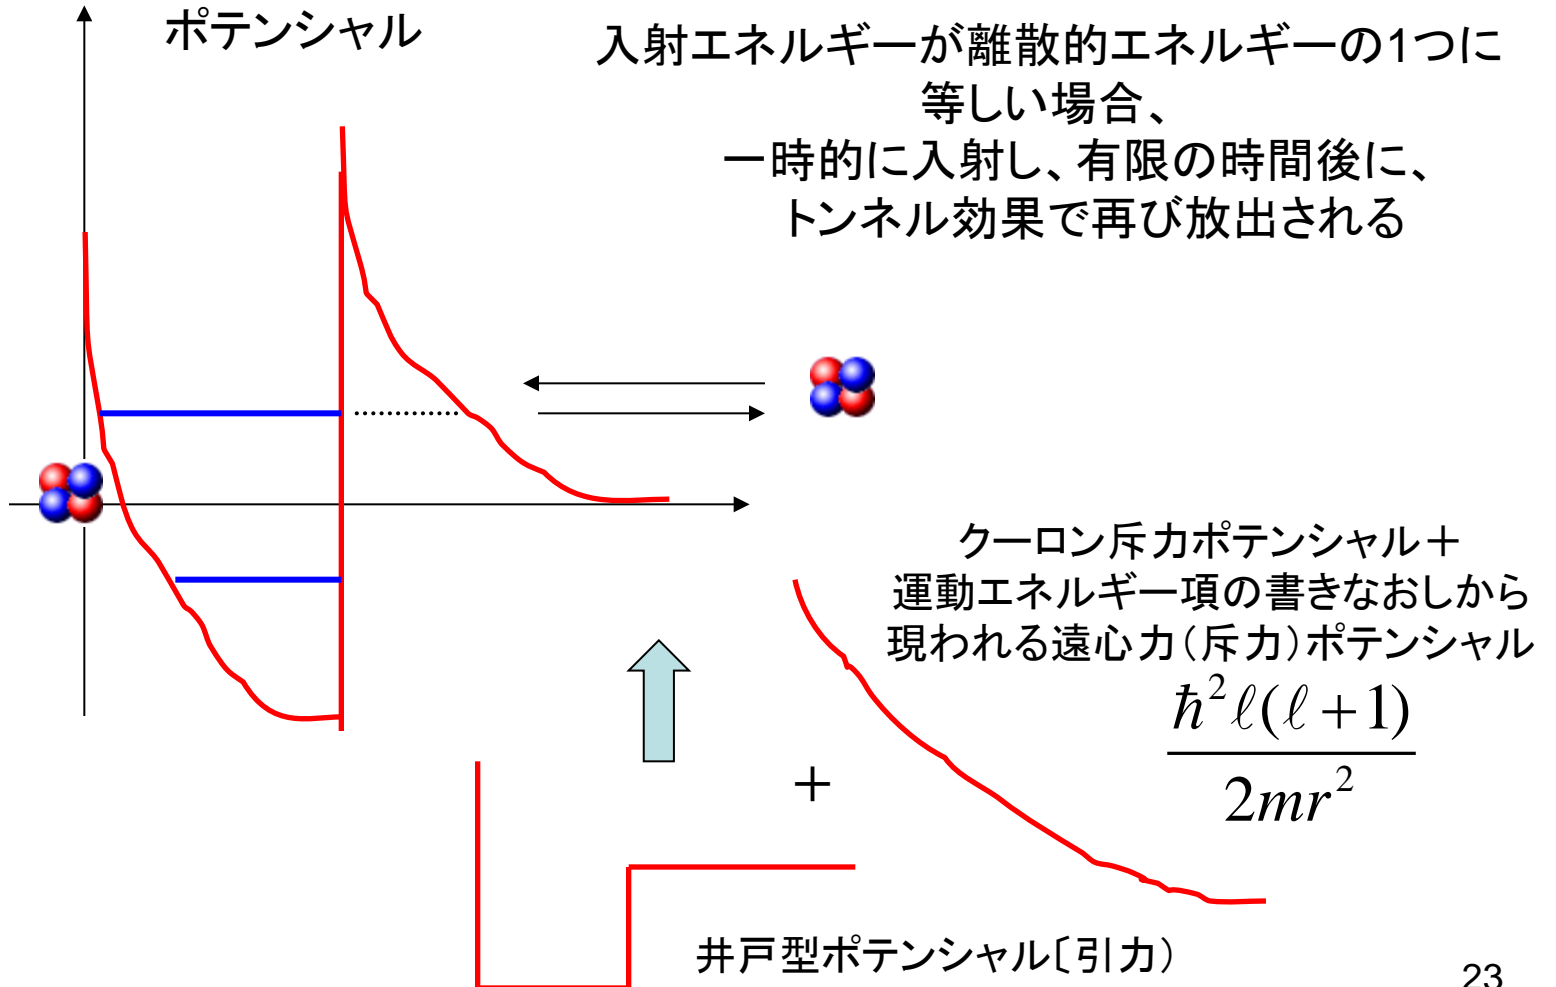 ポテンシャル
入射エネルギーが離散的エネルギーの1つに
等しい場合、
一時的に入射し、有限の時間後に、
トンネル効果で再び放出される
クーロン斥力ポテンシャル＋
運動エネルギー項の書きなおしから
現われる遠心力（斥力）ポテンシャル
ħ²ℓ(ℓ+1)
2mr²
+
井戸型ポテンシャル〔引力）
23